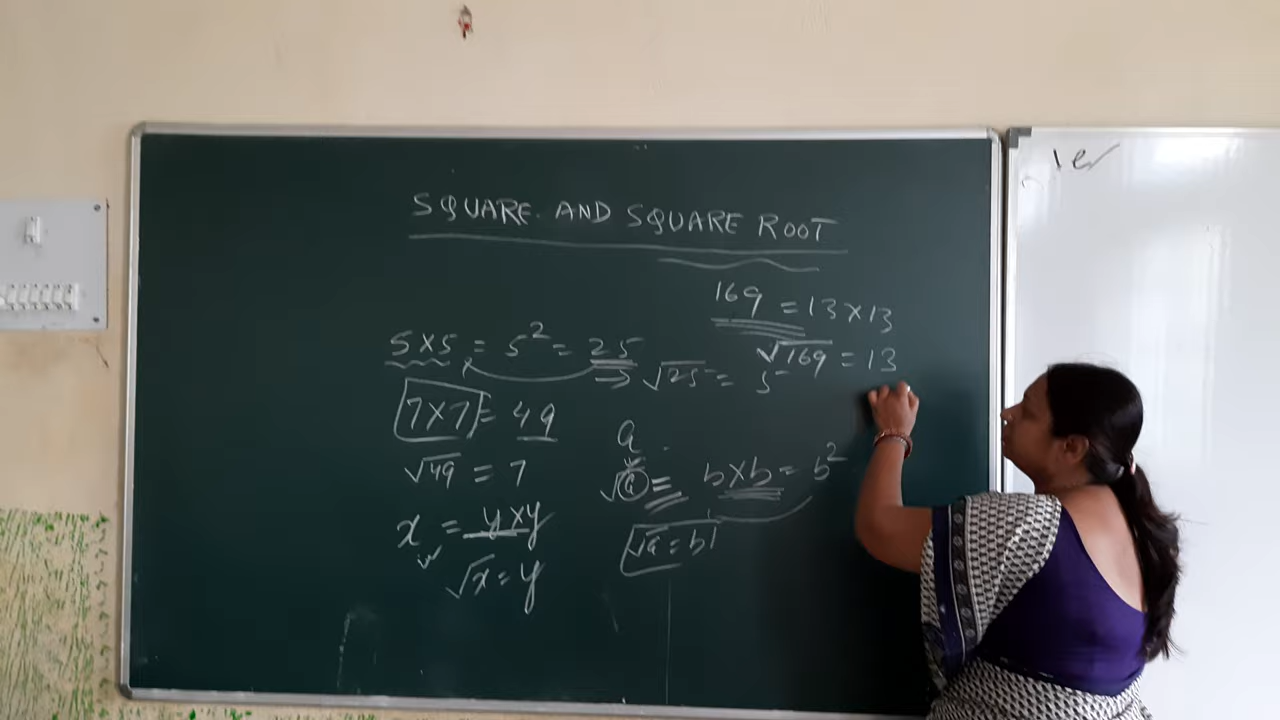 SQUARE AND SQUARE ROOT
169 = 13×13
√169 = 13
5×5 = 5² = 25
⇒ √25 = 5
7×7 = 49
√49 = 7
x = y×y
√x = y
a
√a = b×b = b²
√a = b